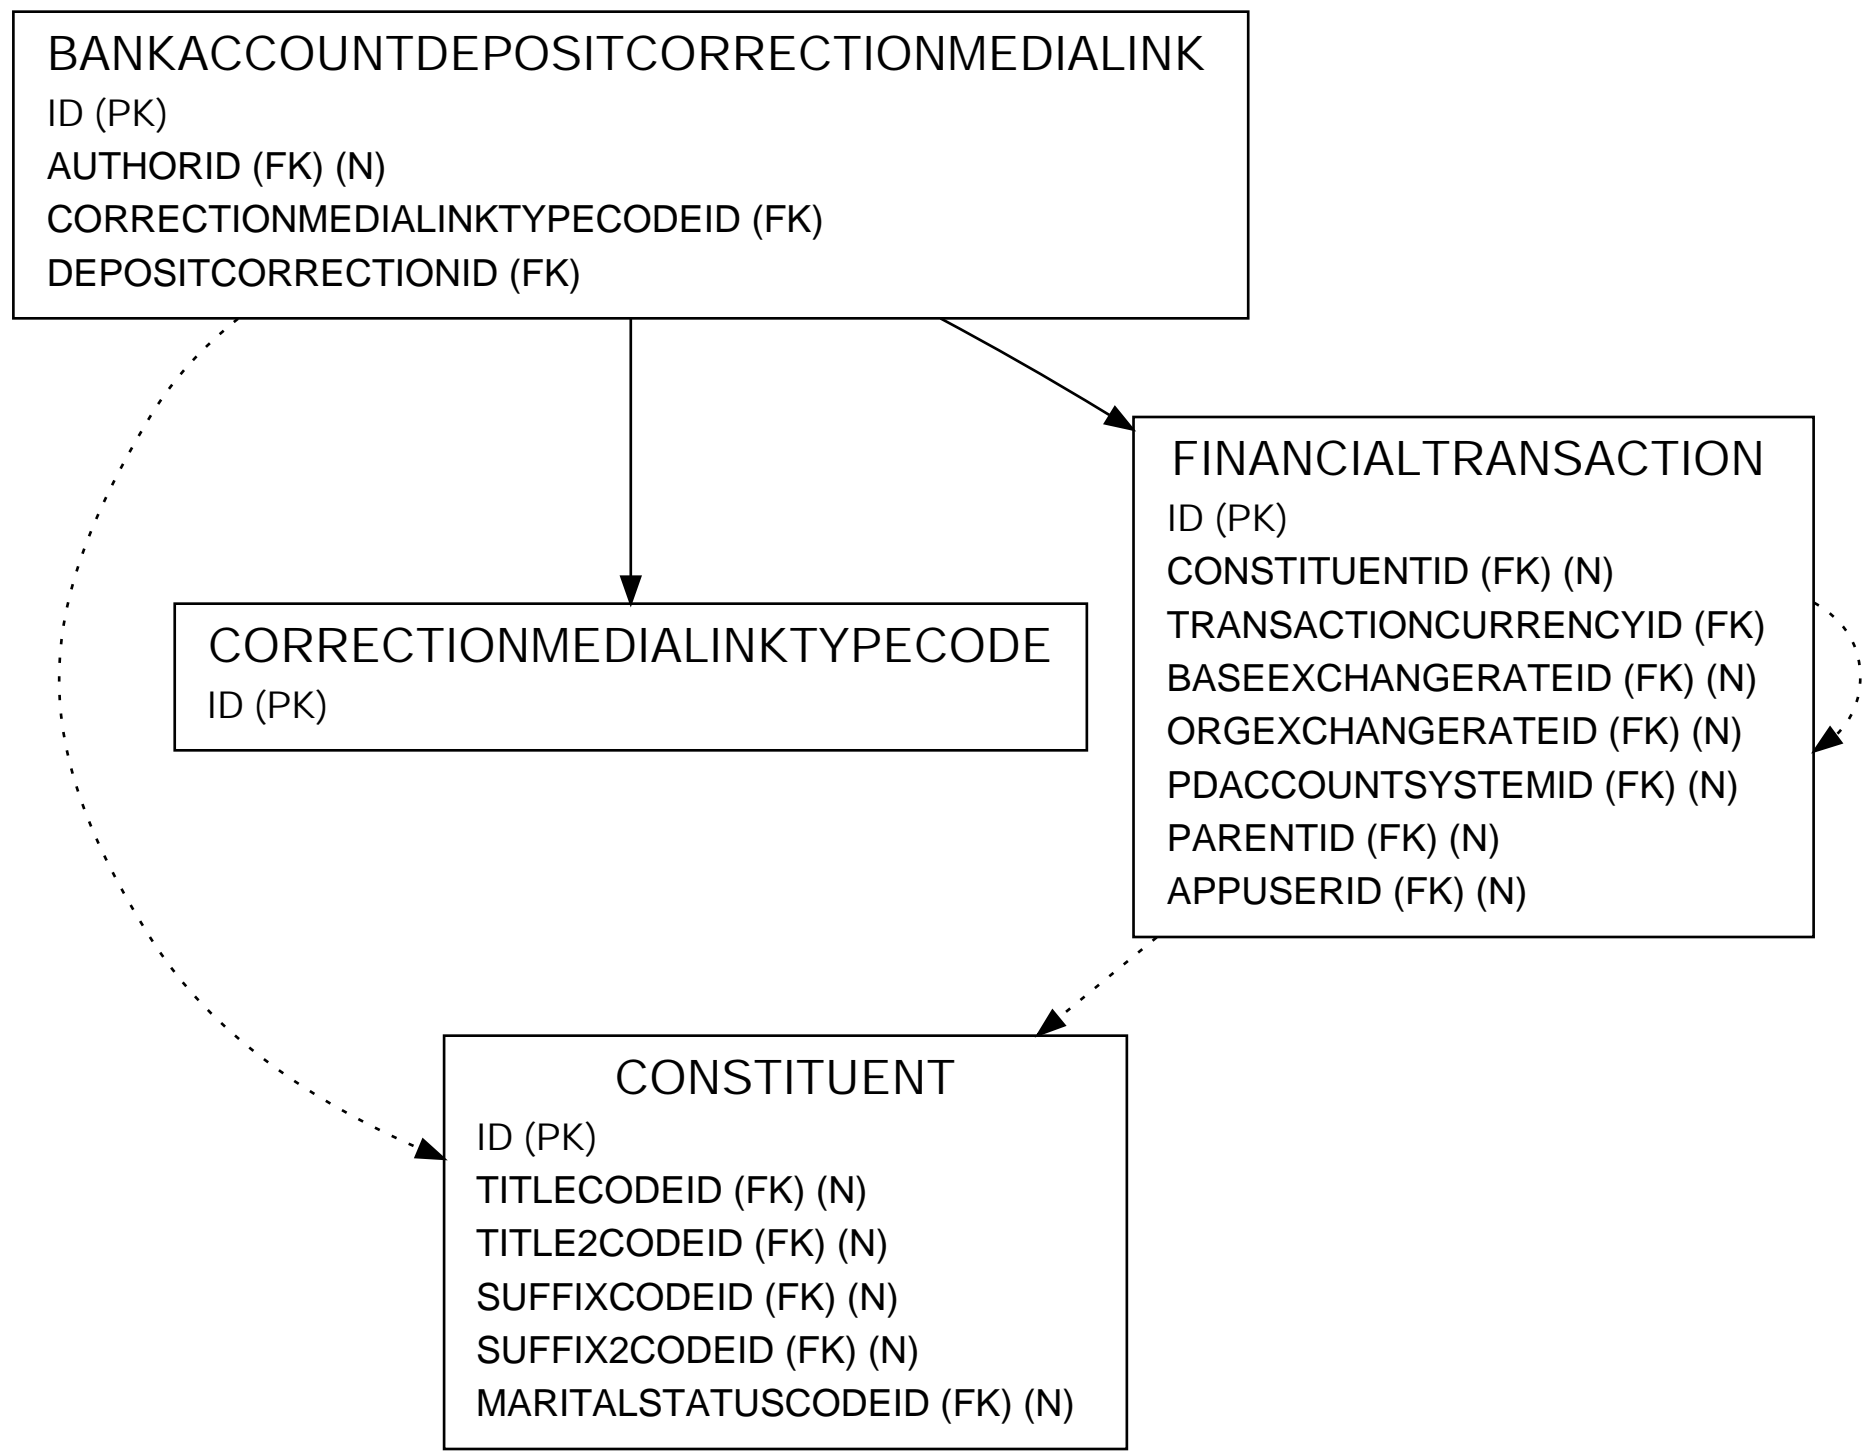 BANKACCOUNTDEPOSITCORRECTIONMEDIALINK
ID (PK)
AUTHORID (FK) (N)
CORRECTIONMEDIALINKTYPECODEID (FK)
DEPOSITCORRECTIONID (FK)
FINANCIALTRANSACTION
ID (PK)
CONSTITUENTID (FK) (N)
TRANSACTIONCURRENCYID (FK)
BASEEXCHANGERATEID (FK) (N)
ORGEXCHANGERATEID (FK) (N)
PDACCOUNTSYSTEMID (FK) (N)
PARENTID (FK) (N)
APPUSERID (FK) (N)
CORRECTIONMEDIALINKTYPECODE
ID (PK)
CONSTITUENT
ID (PK)
TITLECODEID (FK) (N)
TITLE2CODEID (FK) (N)
SUFFIXCODEID (FK) (N)
SUFFIX2CODEID (FK) (N)
MARITALSTATUSCODEID (FK) (N)